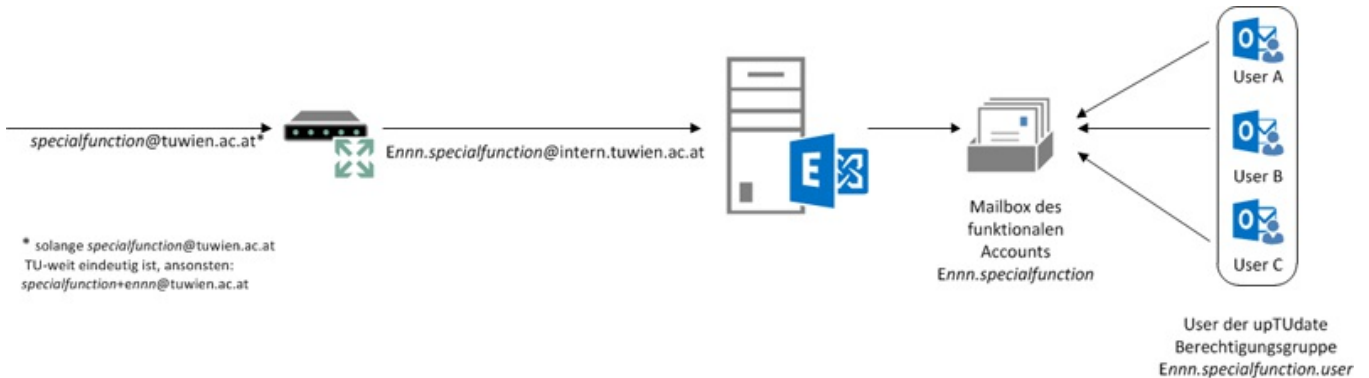 specialfunction@tuwien.ac.at*
Ennn.specialfunction@intern.tuwien.ac.at
E
Mailbox des
funktionalen
Accounts
Ennn.specialfunction
O
User A
O
User B
O
User C
User der upTUdate
Berechtigungsgruppe
Ennn.specialfunction.user
* solange specialfunction@tuwien.ac.at
TU-weit eindeutig ist, ansonsten:
specialfunction+ennn@tuwien.ac.at